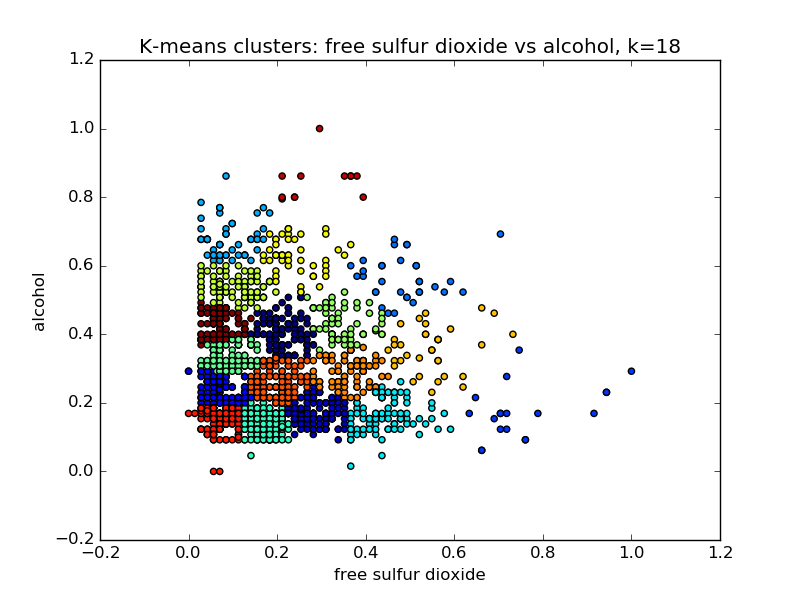 K-means clusters: free sulfur dioxide vs alcohol, k=18
1.2
1.0
0.8
0.6
0.4
0.2
0.0
−0.2
alcohol
−0.2 0.0 0.2 0.4 0.6 0.8 1.0 1.2
free sulfur dioxide